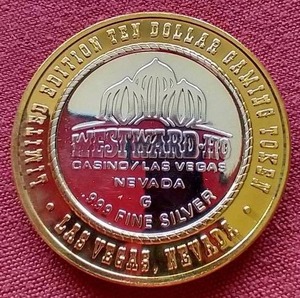 LIMITED EDITION TEN DOLLAR GAMING TOKEN
WESTWARD-HO
CASINO/LAS VEGAS
NEVADA
G
.999 FINE SILVER
• LAS VEGAS, NEVADA •